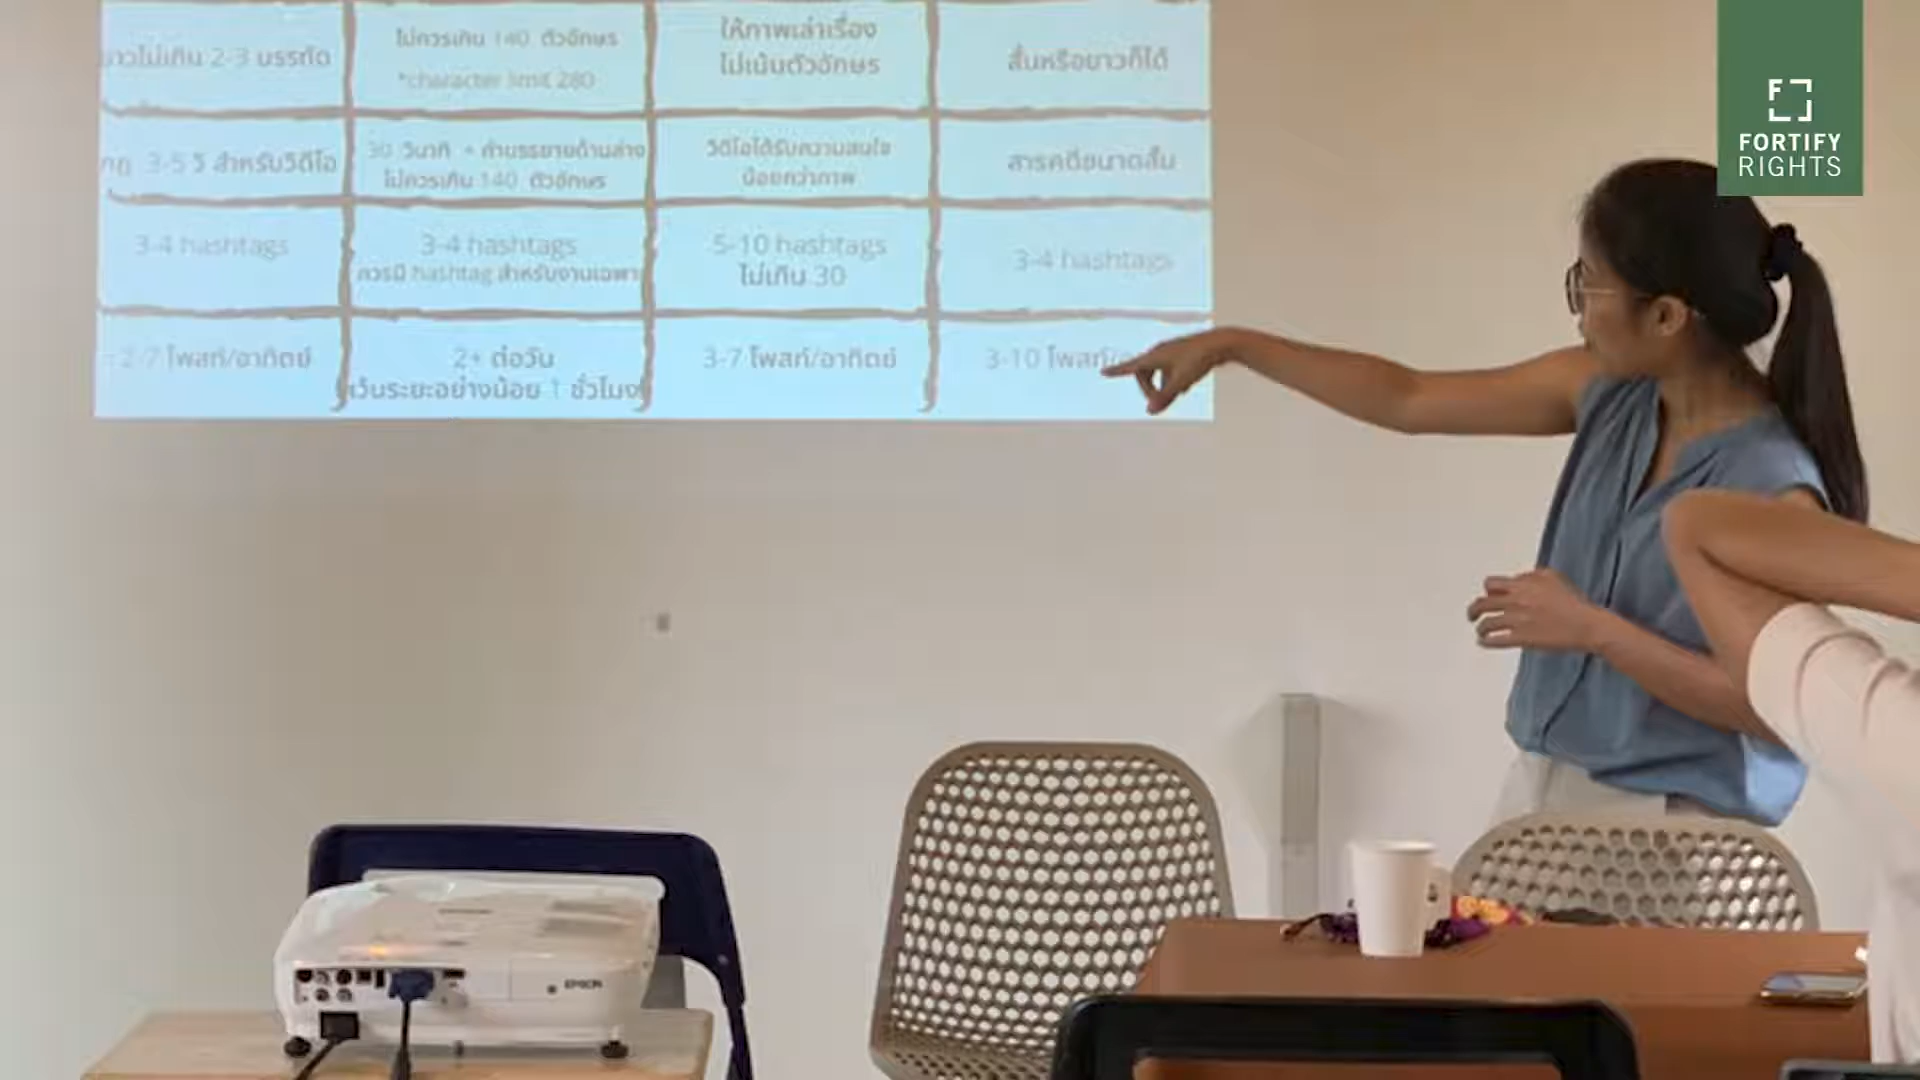 ยาวไม่เกิน 2-3 บรรทัด
ไม่ควรเกิน 140 ตัวอักษร
*character limit 280
ให้ภาพเล่าเรื่อง
ไม่เน้นตัวอักษร
สั้นหรือยาวก็ได้
3-5 วิ สำหรับวิดีโอ
30 วินาที + คำบรรยายด้านล่าง
ไม่ควรเกิน 140 ตัวอักษร
วิดีโอได้รับความสนใจ
น้อยกว่าภาพ
สารคดีขนาดสั้น
3-4 hashtags
3-4 hashtags
ควรมี hashtag สำหรับงานเฉพาะ
5-10 hashtags
ไม่เกิน 30
3-4 hashtags
2-7 โพสท์/อาทิตย์
2+ ต่อวัน
เว้นระยะอย่างน้อย 1 ชั่วโมง
3-7 โพสท์/อาทิตย์
3-10 โพสท์/
FORTIFY
RIGHTS
EPSON